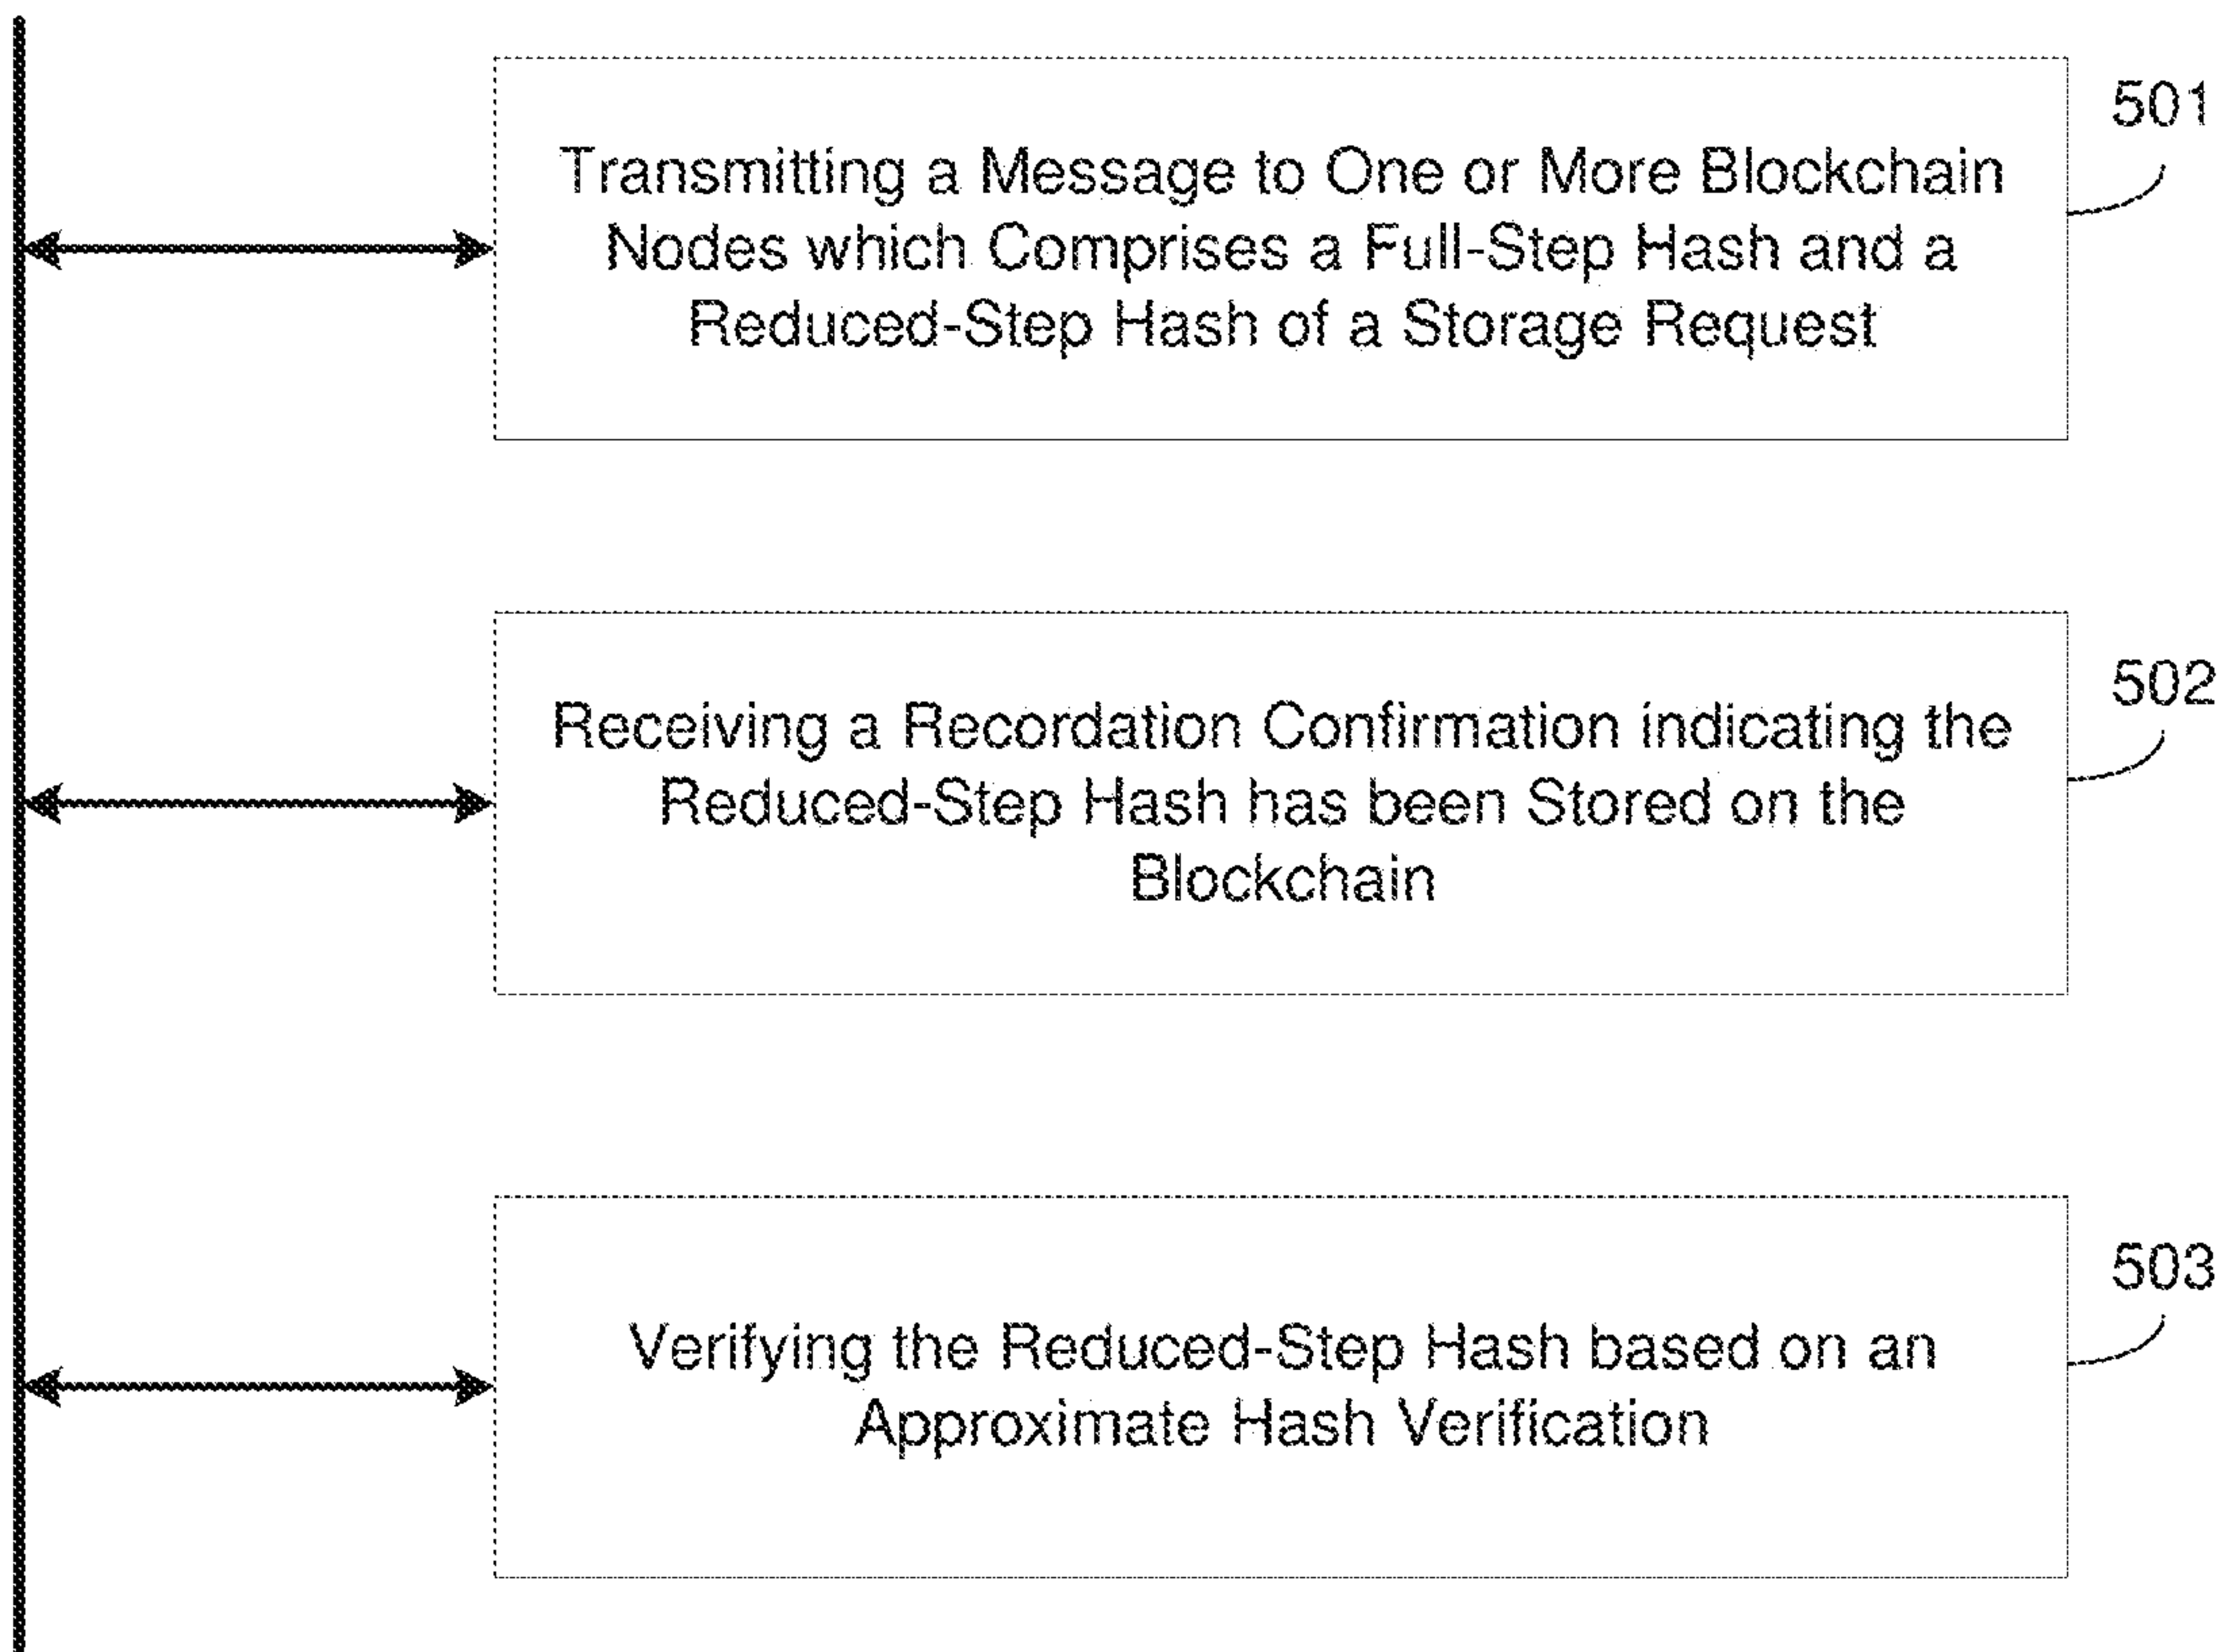 501
Transmitting a Message to One or More Blockchain
Nodes which Comprises a Full-Step Hash and a
Reduced-Step Hash of a Storage Request
502
Receiving a Recordation Confirmation indicating the
Reduced-Step Hash has been Stored on the
Blockchain
503
Verifying the Reduced-Step Hash based on an
Approximate Hash Verification